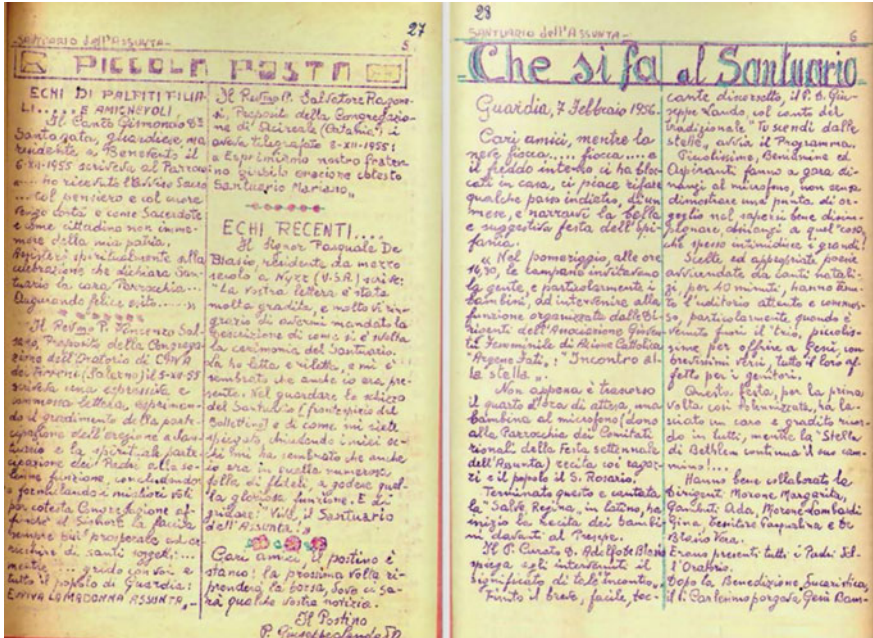 27
SANTUARIO dell'ASSUNTA-
5
PICCOLA POSTA
ECHI DI PALPITI FILIA-
LI..... E AMICHEVOLI.
Il Can.co Gismondo D.n
Santagata, guardiese, ma
residente a Benevento il
6-XII-1955 scriveva al Parroco:
"... ho ricevuto l'Avviso Sacro
... col pensiero e col cuore
vengo costà e come Sacerdote
e come cittadino non imme-
more della mia patria.
Assisterò spiritualmente alla
celebrazione che dichiara San-
tuario la cara Parrocchia...
Augurando felice esito.....»
Il Rev.mo P. Vincenzo
Preposito della Congrega-
zione dell'Oratorio di CAVA
dei Tirreni (Salerno) il 5-XII-55
scriveva una espressiva e
commossa lettera, esprimen-
do il gradimento della parte-
cipazione dell'erezione a San-
tuario e la spirituale parte-
cipazione dei Padri alla so-
lenne funzione, concludendo
e formulando i migliori voti
per cotesta Congregazione af-
finché il Signore la faccia
sempre più prosperare ed ar-
ricchire di santi soggetti:...
mentre .... grido con voi e
tutto il popolo di Guardia:
EVVIVA LA MADONNA ASSUNTA,,-
Il Rev.mo P. Salvatore Ragone-
si, Preposito della Congregazio-
ne di Acireale (Catania) ci
aveva telegrafato 8-XII-1955:
" Esprimiamo nostro frater-
no giubilo erezione cotesto
Santuario Mariano,,
ECHI RECENTI....
Il Signor Pasquale De
Blasio, residente da mezzo
secolo a (U.S.A.) scrive:
"La vostra lettera è stata
molto gradita, e molto vi rin-
grazio di avermi mandato la
descrizione di come si è svolta
la cerimonia del Santuario.
La ho letta e riletta, e mi è
sembrato che anche io era pre-
sente. Nel guardare lo schizzo
del Santuario (frontespizio del
Bollettino) e di come mi siete
spiegato, chiudendo i miei oc-
chi mi ha sembrato che anche
io era in quella numerosa
folla di fedeli, a godere quel-
la gloriosa funzione. E di
gridare: "Viva il Santuario
dell'Assunta!,,
Cari amici, il postino è
stanco: la prossima volta ri-
prenderà la borsa, dove ci sa-
rà qualche vostra notizia.
Il Postino
P. Giuseppe Lando
28
SANTUARIO dell'ASSUNTA-
6
Che si fa al Santuario
Guardia, 7 Febbraio 1956.
Cari amici, mentre la
neve fiocca..... fiocca.... e
il freddo intenso ci ha bloc-
cati in casa, ci piace rifare
qualche passo indietro, di un
mese, e narrarvi la bella
e suggestiva festa dell'Epi-
fania.
« Nel pomeriggio, alle ore
14,30, le campane invitavano
la gente, e particolarmente i
bambini, ad intervenire alla
funzione organizzata dalle Di-
rigenti dell'Associazione Gioven-
tù Femminile di Azione Cattolica
"Argene Fati,,: "Incontro al-
la stella,,.
Non appena è trascorso
il quarto d'ora di attesa, una
bambina al microfono (dono
alla Parrocchia dei Comitati
rionali della Festa settennale
dell'Assunta) recita coi ragaz-
zi e il popolo il S. Rosario.
Terminato questo e cantata
la "Salve, Regina,, in latino, ha
inizio la recita dei bambi-
ni davanti al Presepe.
Il P. Curato D. Adelfo De Blasio
spiega agli intervenuti il
significato di tale "incontro,,.
Finito il breve, facile, toc-
cante discorsetto, il P. D. Giu-
seppe Lando, col canto del
tradizionale "Tu scendi dalle
stelle,, avvia il Programma.
Piccolissime, Beniamine ed
Aspiranti fanno a gara di-
nanzi al microfono, non senza
dimostrare una punta di or-
goglio nel sapersi bene disim-
pegnare, dinanzi a quel "coso,,
che spesso intimidisce i grandi!
Scelte ed appropriate poesie
avvicendate da canti natali-
zi, per 40 minuti, hanno tenu-
to l'uditorio attento e commos-
so, particolarmente quando è
venuto fuori il trio, piccolis-
sime per offrire a Gesù, con
brevissimi versi, tutto il loro af-
fetto per i genitori.
Questa festa, per la prima
volta così solennizzata, ha la-
sciato un caro e gradito ricor-
do in tutti, mentre la "Stella
di Bethlem continua il suo cam-
mino!...
Hanno bene collaborato le
Dirigenti Morone Margarita,
Ada, Morone Lombardi
Gina, Pasqualina e De
Blasio Vera.
Erano presenti tutti i Padri del-
l'Oratorio.
Dopo la Benedizione Eucaristica,
il P. Carlesimo porgeva Gesù Bam-